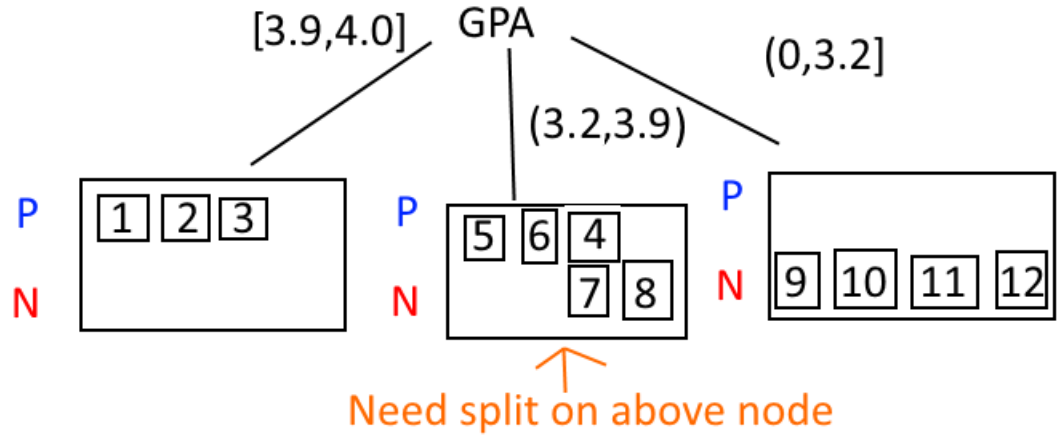 GPA
[3.9,4.0]
(3.2,3.9)
(0,3.2]
P
1 2 3
N
P
5 6 4
N
7 8
P
N
9 10 11 12
Need split on above node